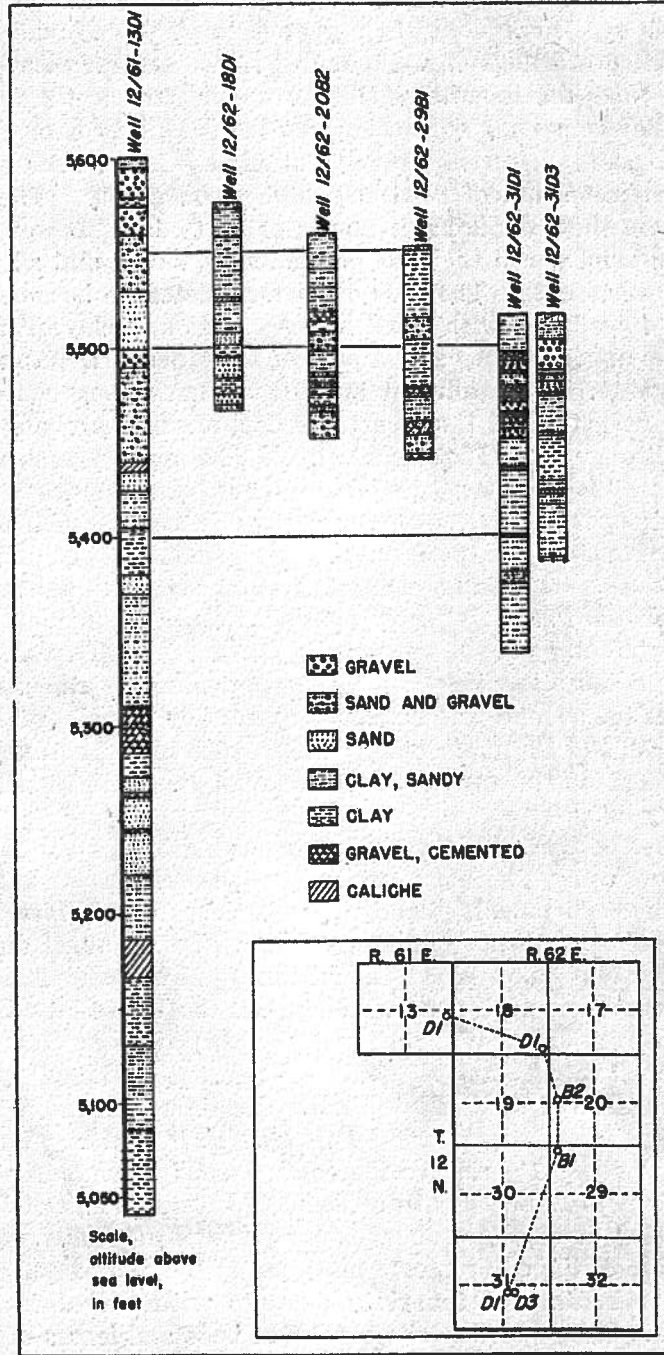 Well 12/61-13D1
Well 12/62-18D1
Well 12/62-20B2
Well 12/62-29B1
Well 12/62-31D1
Well 12/62-31D3
5,600
5,500
5,400
5,300
5,200
5,100
5,050
Scale,
altitude above
sea level,
in feet
GRAVEL
SAND AND GRAVEL
SAND
CLAY, SANDY
CLAY
GRAVEL, CEMENTED
CALICHE
R. 61 E. R. 62 E.
13 18 17
D1 D1
B2
19 20
T.
12
N.
B1
30 29
31 32
D1 D3